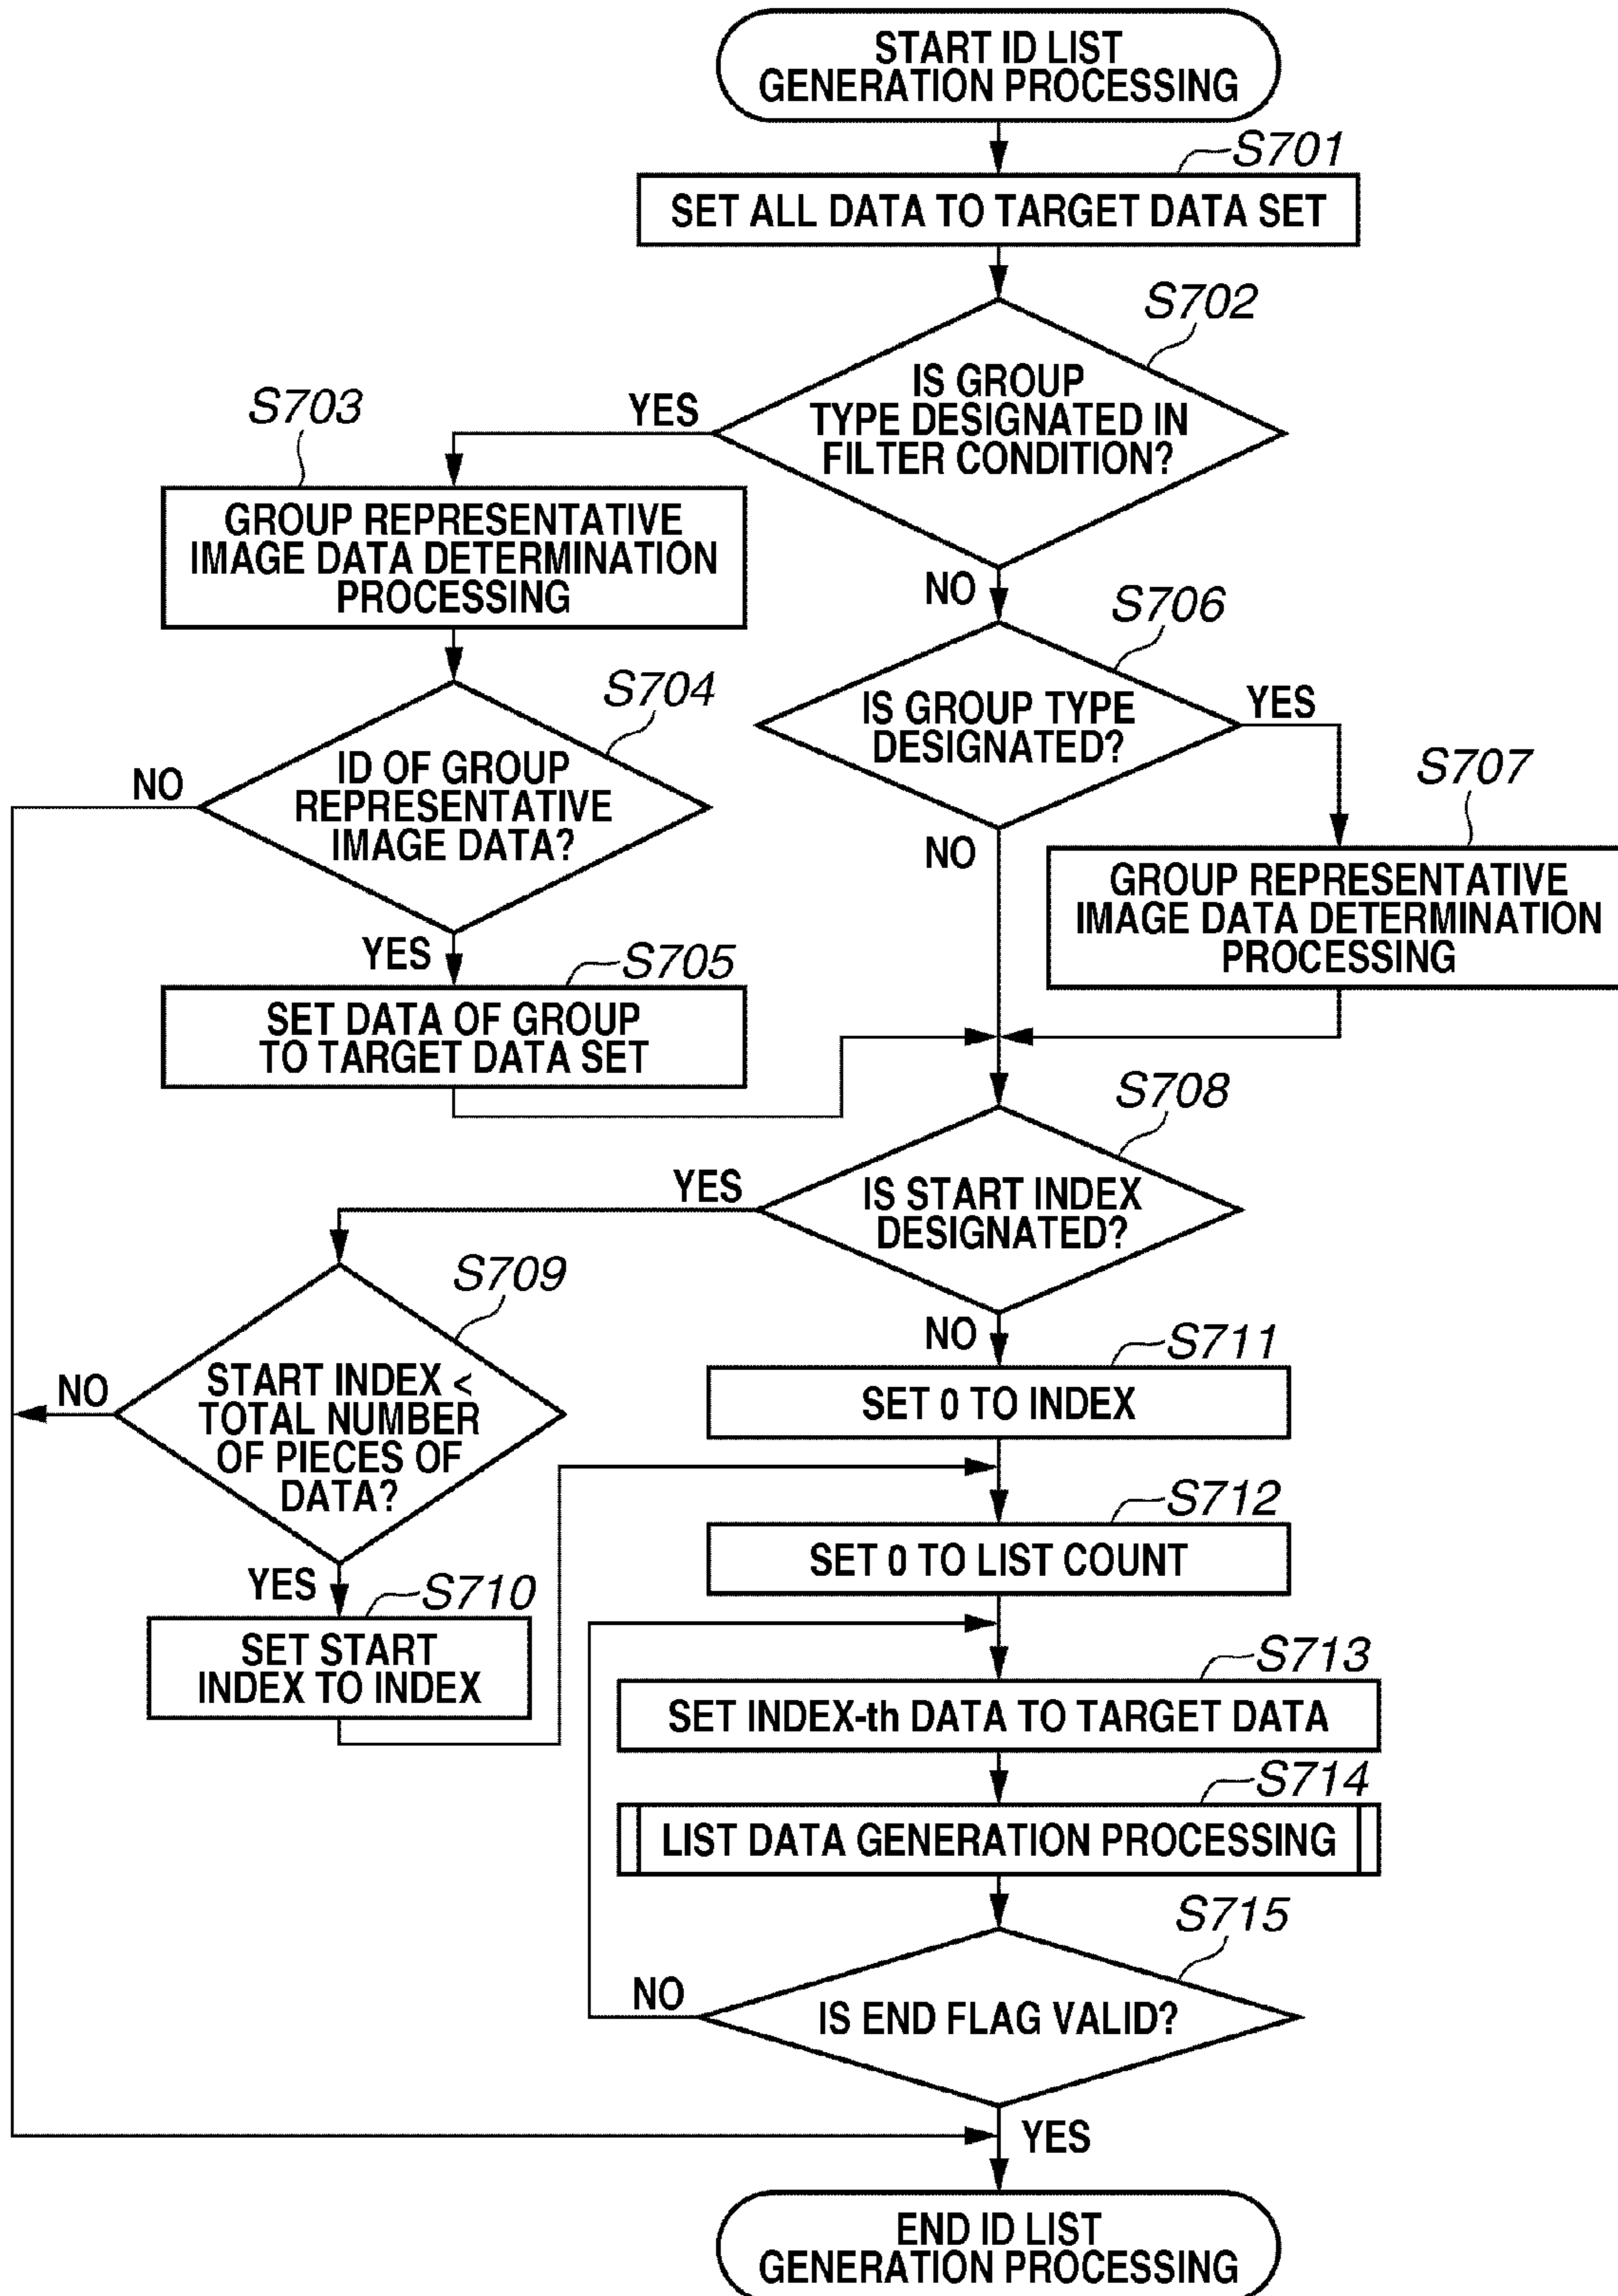 START ID LIST
GENERATION PROCESSING
S701
SET ALL DATA TO TARGET DATA SET
S702
IS GROUP
TYPE DESIGNATED IN
FILTER CONDITION?
YES
NO
S703
GROUP REPRESENTATIVE
IMAGE DATA DETERMINATION
PROCESSING
S704
ID OF GROUP
REPRESENTATIVE
IMAGE DATA?
NO
YES
S705
SET DATA OF GROUP
TO TARGET DATA SET
S706
IS GROUP TYPE
DESIGNATED?
YES
NO
S707
GROUP REPRESENTATIVE
IMAGE DATA DETERMINATION
PROCESSING
S708
IS START INDEX
DESIGNATED?
YES
NO
S709
START INDEX <
TOTAL NUMBER
OF PIECES OF
DATA?
NO
YES
S710
SET START
INDEX TO INDEX
S711
SET 0 TO INDEX
S712
SET 0 TO LIST COUNT
S713
SET INDEX-th DATA TO TARGET DATA
S714
LIST DATA GENERATION PROCESSING
S715
IS END FLAG VALID?
NO
YES
END ID LIST
GENERATION PROCESSING